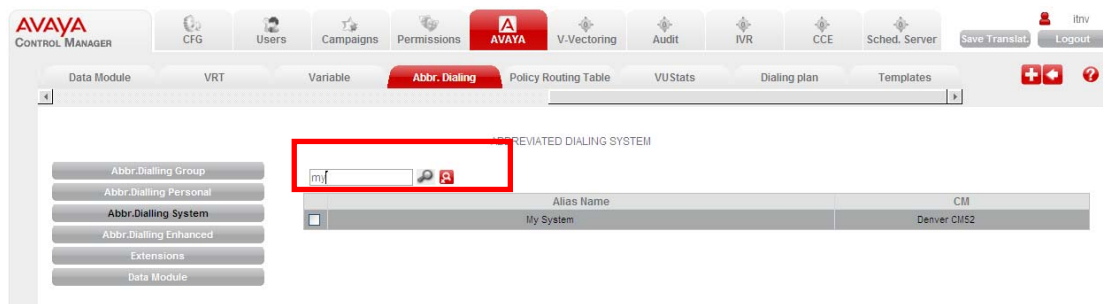 AVAYA
CONTROL MANAGER
CFG Users Campaigns Permissions AVAYA V-Vectoring Audit IVR CCE Sched. Server
itnv
Save Translat. Logout
Data Module VRT Variable Abbr. Dialing Policy Routing Table VUStats Dialing plan Templates
ABBREVIATED DIALING SYSTEM
Abbr.Dialling Group
Abbr.Dialling Personal
Abbr.Dialling System
Abbr.Dialling Enhanced
Extensions
Data Module
my
Alias Name CM
My System Denver CM52